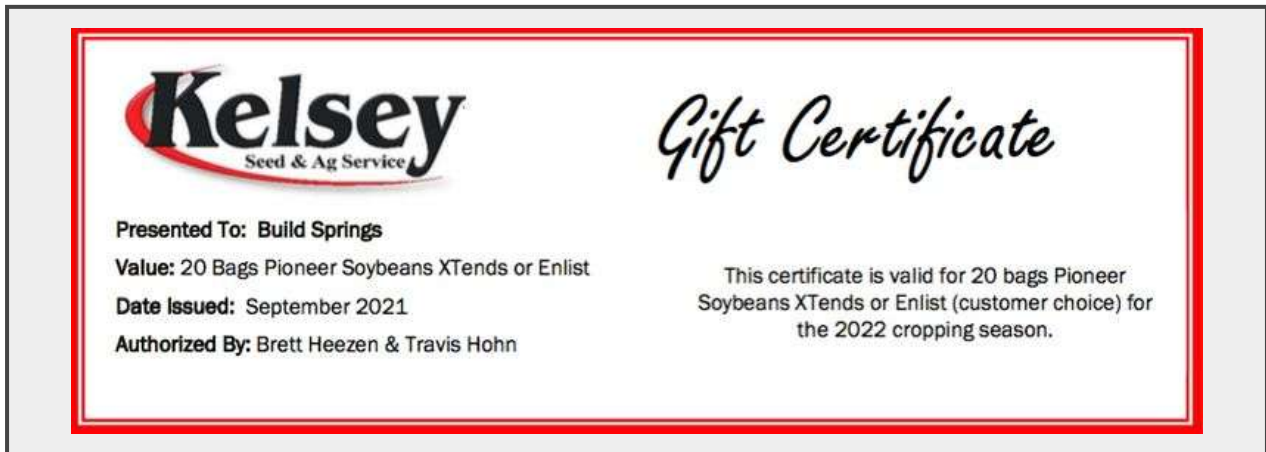 Kelsey
Seed & Ag Service
Gift Certificate
Presented To: Build Springs
Value: 20 Bags Pioneer Soybeans XTends or Enlist
Date Issued: September 2021
Authorized By: Brett Heezen & Travis Hohn
This certificate is valid for 20 bags Pioneer
Soybeans XTends or Enlist (customer choice) for
the 2022 cropping season.